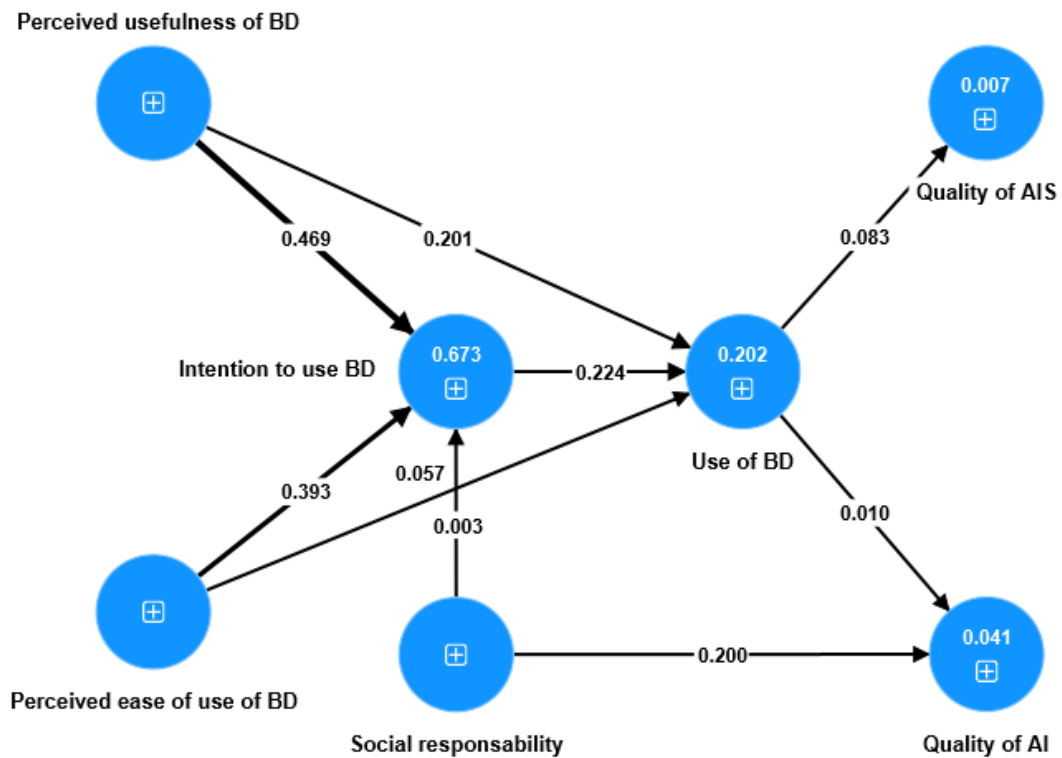 Perceived usefulness of BD
0.007
Quality of AIS
0.469
0.201
0.083
Intention to use BD
0.673
0.224
0.202
Use of BD
0.393
0.057
0.003
0.010
0.041
0.200
Perceived ease of use of BD
Social responsability
Quality of AI